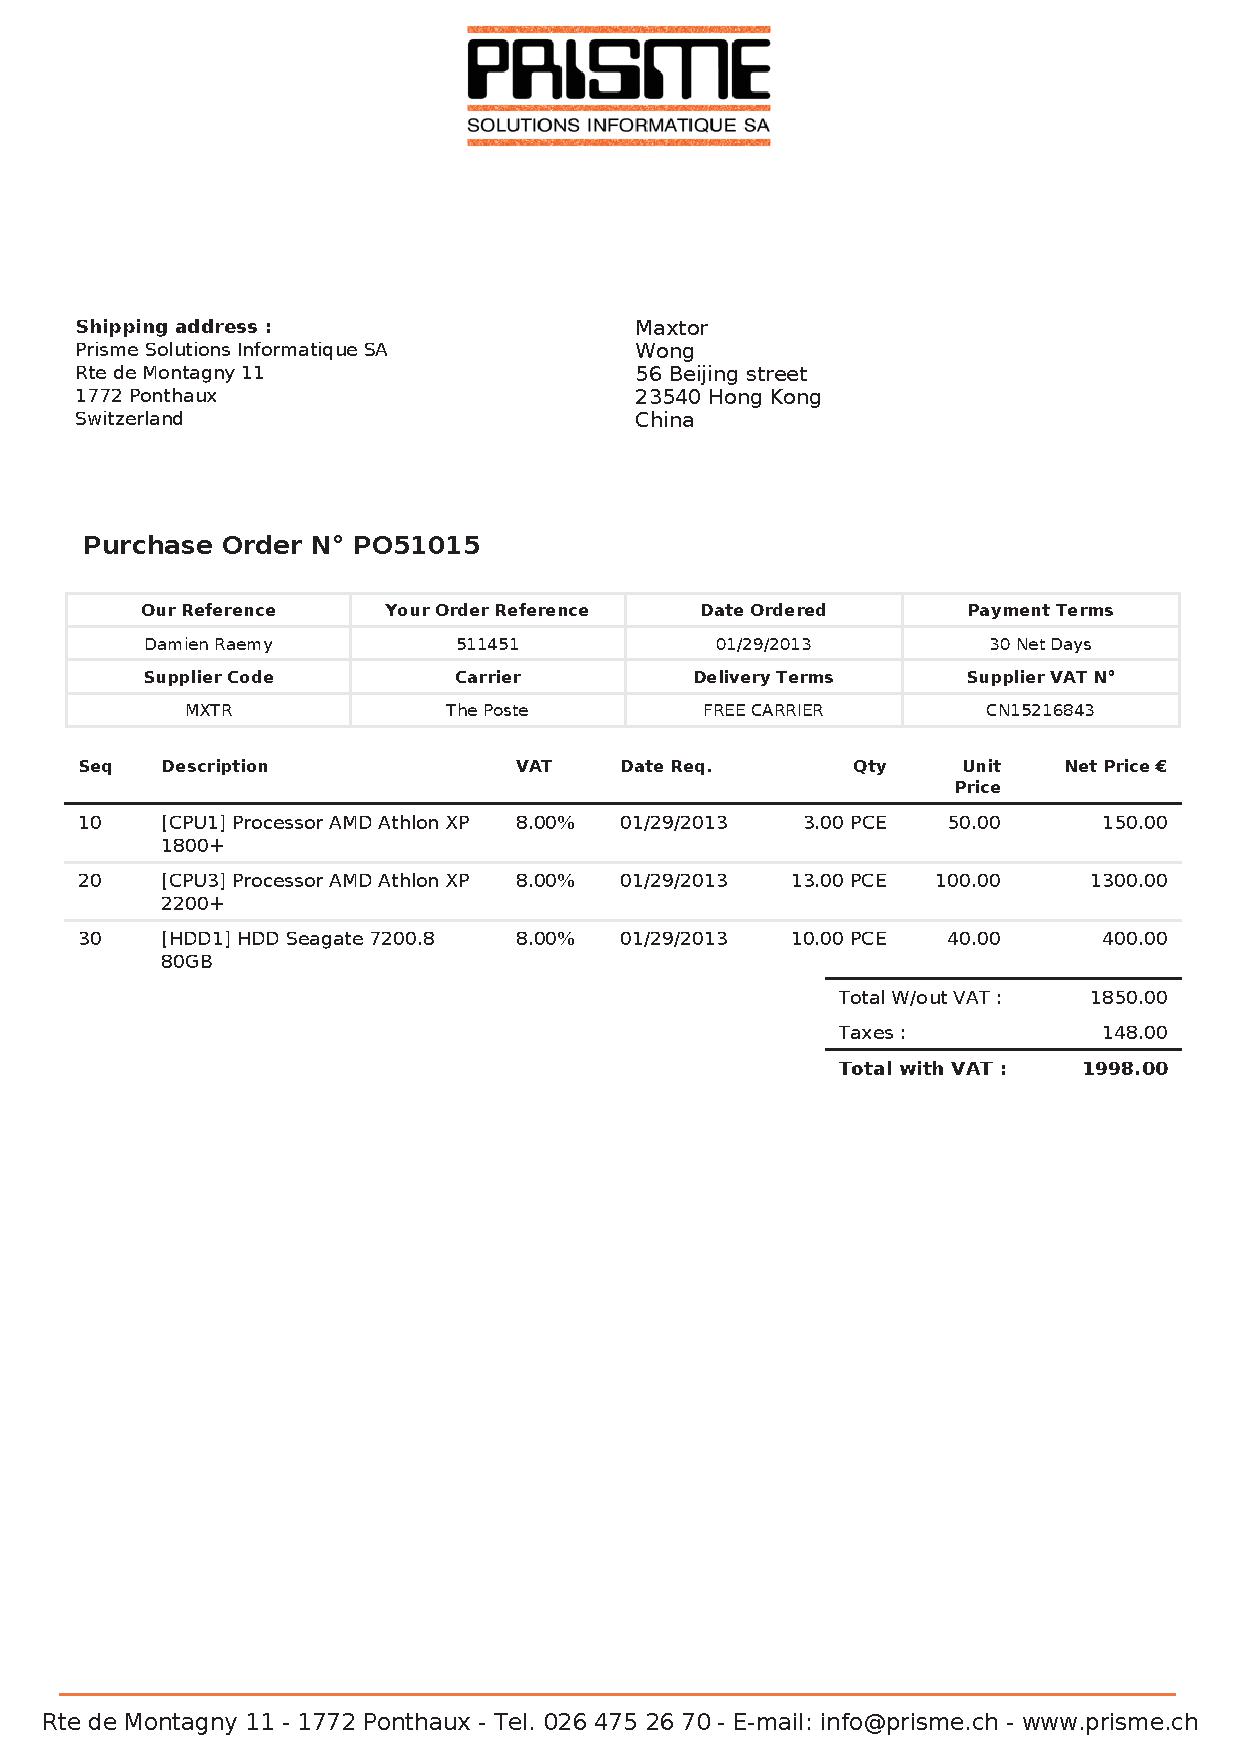 PRISME
SOLUTIONS INFORMATIQUE SA
Shipping address :
Prisme Solutions Informatique SA
Rte de Montagny 11
1772 Ponthaux
Switzerland
Maxtor
Wong
56 Beijing street
23540 Hong Kong
China
Purchase Order N° PO51015
Our Reference Your Order Reference Date Ordered Payment Terms
Damien Raemy 511451 01/29/2013 30 Net Days
Supplier Code Carrier Delivery Terms Supplier VAT N°
MXTR The Poste FREE CARRIER CN15216843
Seq Description VAT Date Req. Qty Unit Net Price €
Price
10 [CPU1] Processor AMD Athlon XP 8.00% 01/29/2013 3.00 PCE 50.00 150.00
1800+
20 [CPU3] Processor AMD Athlon XP 8.00% 01/29/2013 13.00 PCE 100.00 1300.00
2200+
30 [HDD1] HDD Seagate 7200.8 8.00% 01/29/2013 10.00 PCE 40.00 400.00
80GB
Total W/out VAT : 1850.00
Taxes : 148.00
Total with VAT : 1998.00
Rte de Montagny 11 - 1772 Ponthaux - Tel. 026 475 26 70 - E-mail: info@prisme.ch - www.prisme.ch